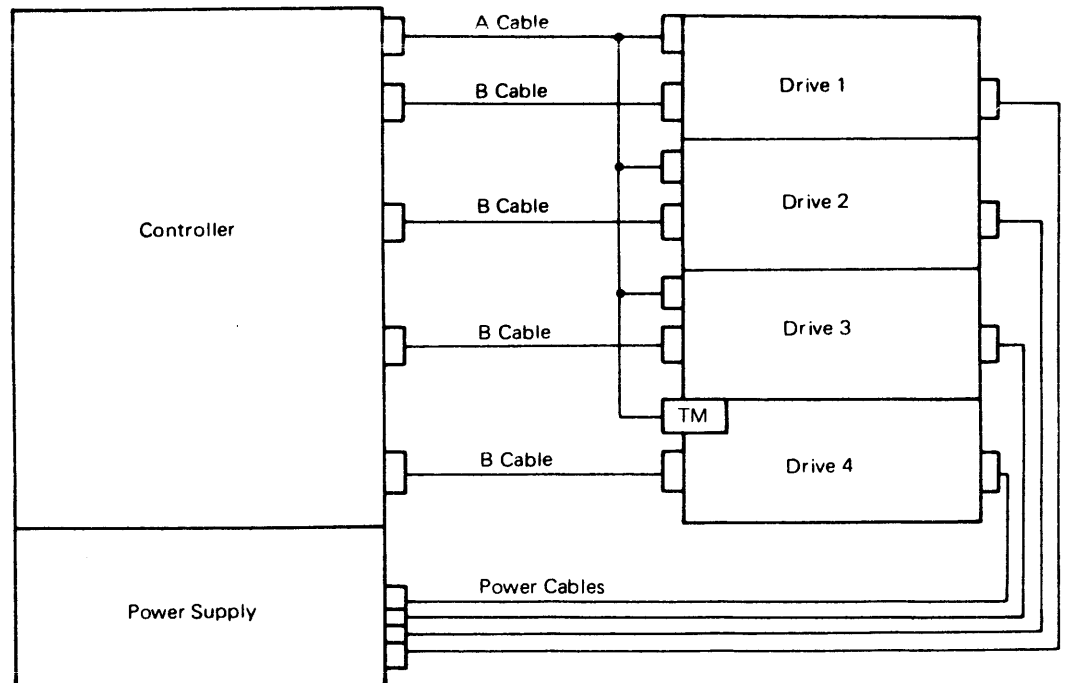 A Cable
Drive 1
B Cable
Drive 2
B Cable
Controller
Drive 3
B Cable
TM
Drive 4
B Cable
Power Cables
Power Supply